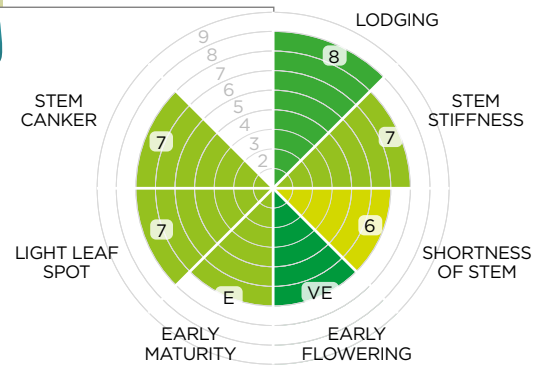 LODGING
9
8
7
6
5
4
3
2
8
STEM
CANKER
STEM
STIFFNESS
7
7
7
6
LIGHT LEAF
SPOT
SHORTNESS
OF STEM
E
VE
EARLY
MATURITY
EARLY
FLOWERING